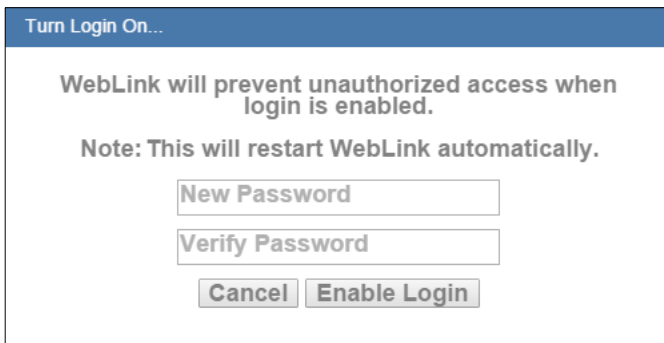 Turn Login On...
WebLink will prevent unauthorized access when
login is enabled.
Note: This will restart WebLink automatically.
New Password
Verify Password
Cancel Enable Login